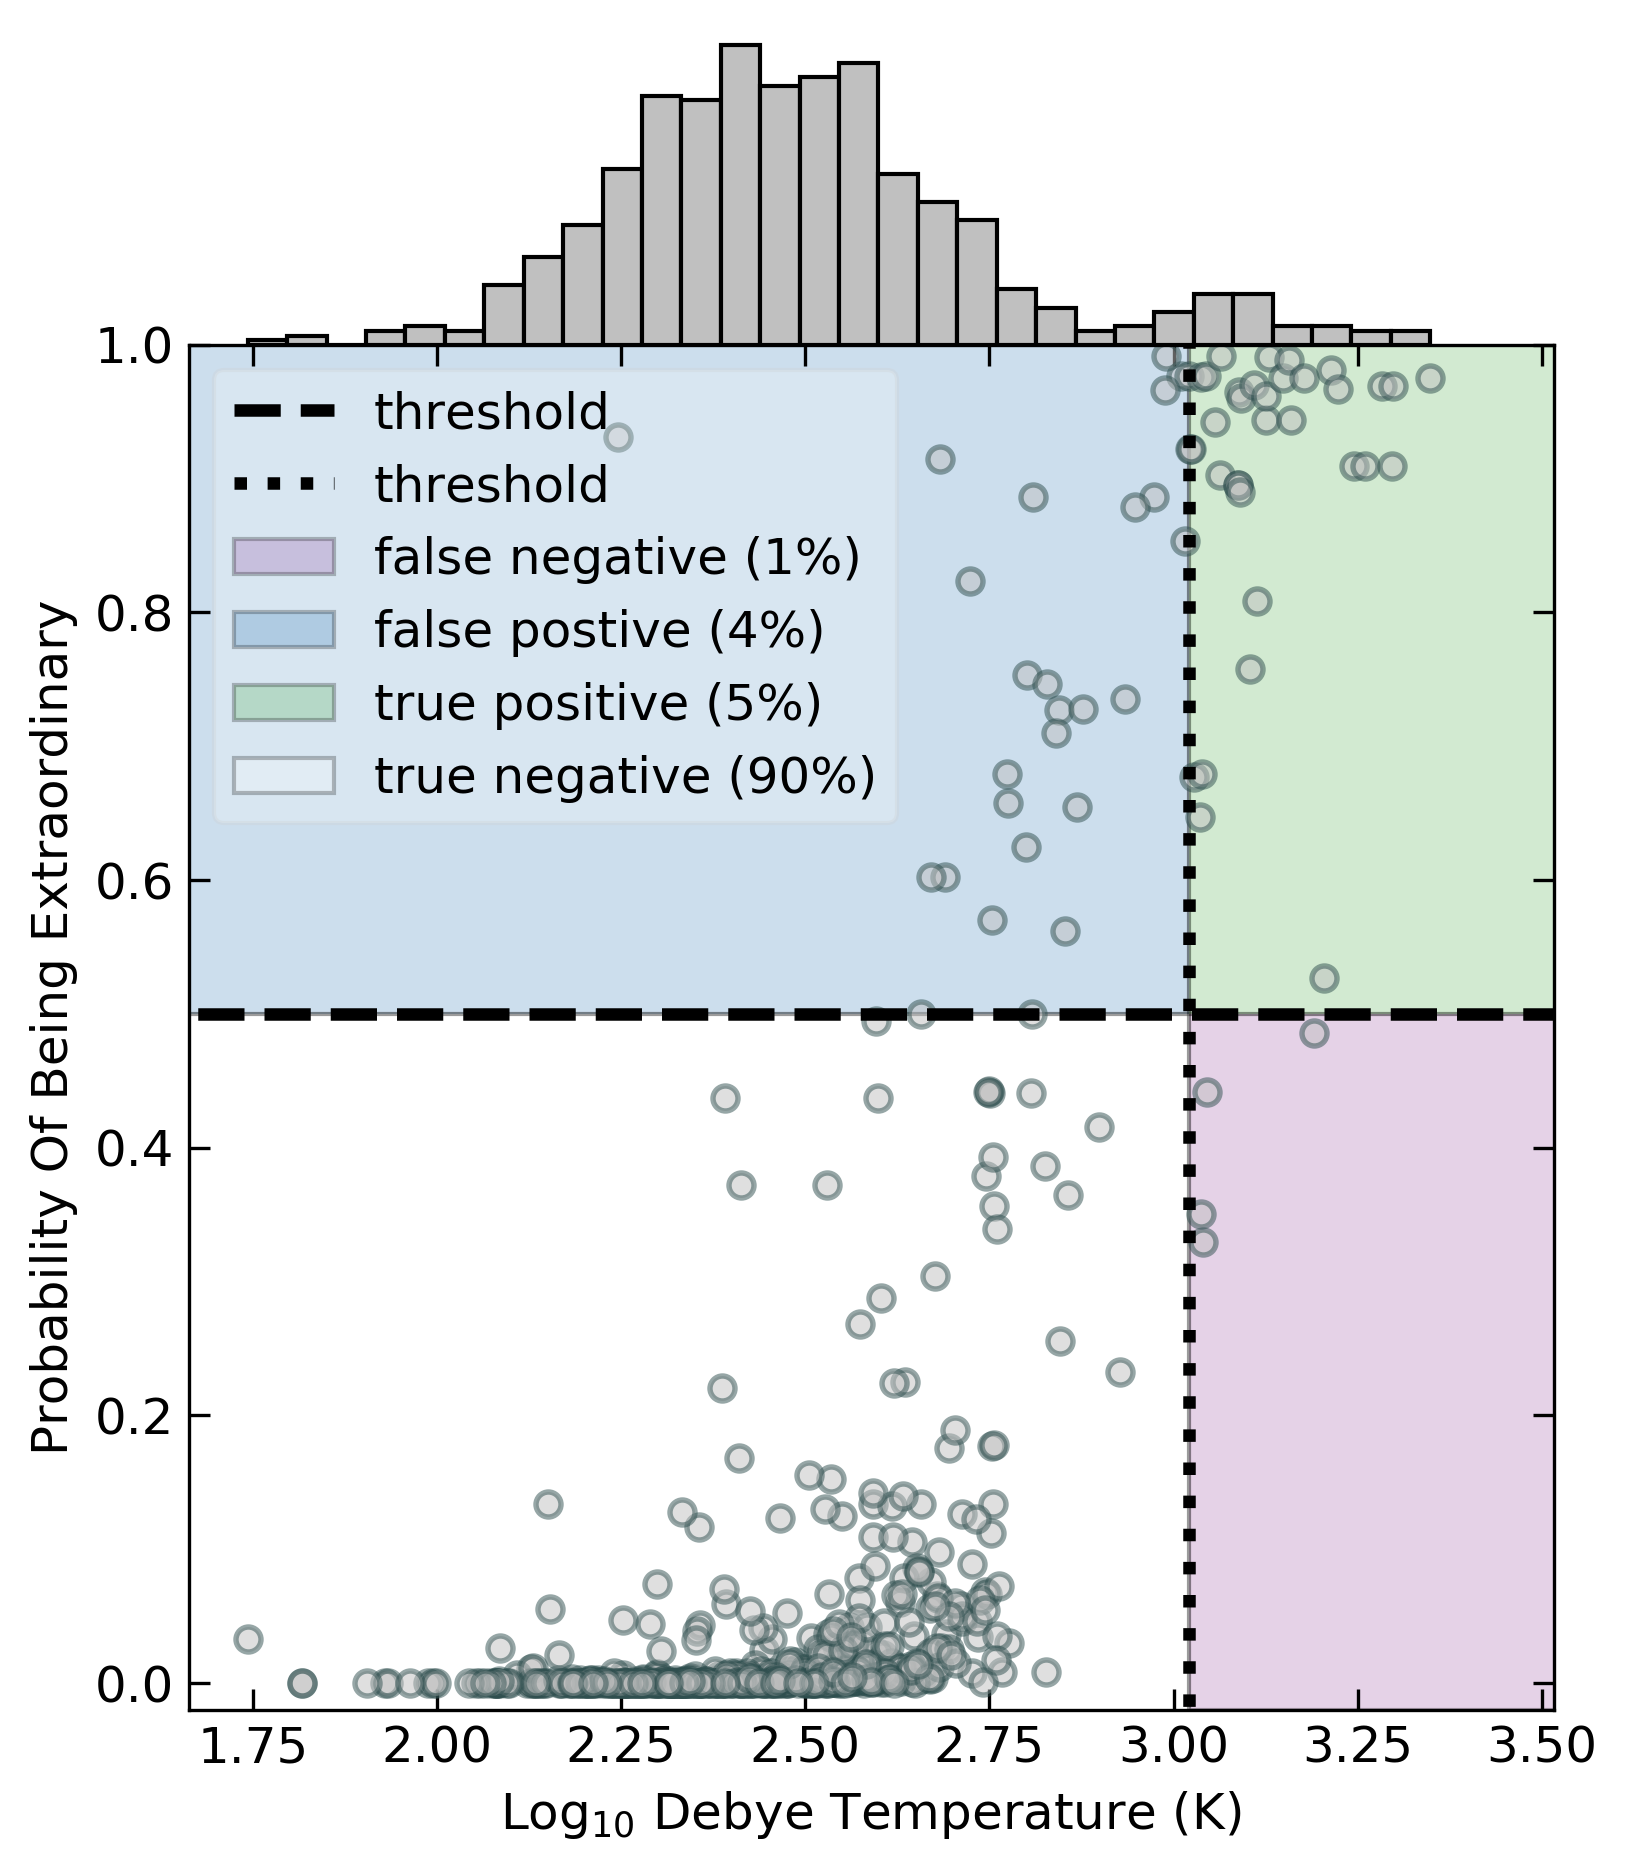 threshold
threshold
false negative (1%)
false postive (4%)
true positive (5%)
true negative (90%)
1.0
0.8
0.6
0.4
0.2
0.0
Probability Of Being Extraordinary
1.75 2.00 2.25 2.50 2.75 3.00 3.25 3.50
Log₁₀ Debye Temperature (K)